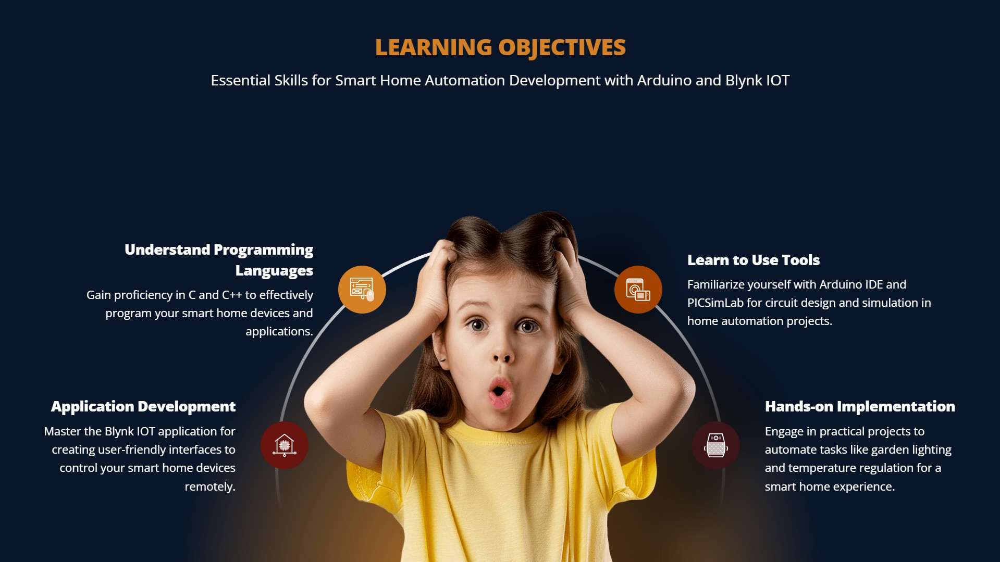 LEARNING OBJECTIVES
Essential Skills for Smart Home Automation Development with Arduino and Blynk IOT
Understand Programming
Languages
Gain proficiency in C and C++ to effectively
program your smart home devices and
applications.
Learn to Use Tools
Familiarize yourself with Arduino IDE and
PICSimLab for circuit design and simulation in
home automation projects.
Application Development
Master the Blynk IOT application for
creating user-friendly interfaces to
control your smart home devices
remotely.
Hands-on Implementation
Engage in practical projects to
automate tasks like garden lighting
and temperature regulation for a
smart home experience.